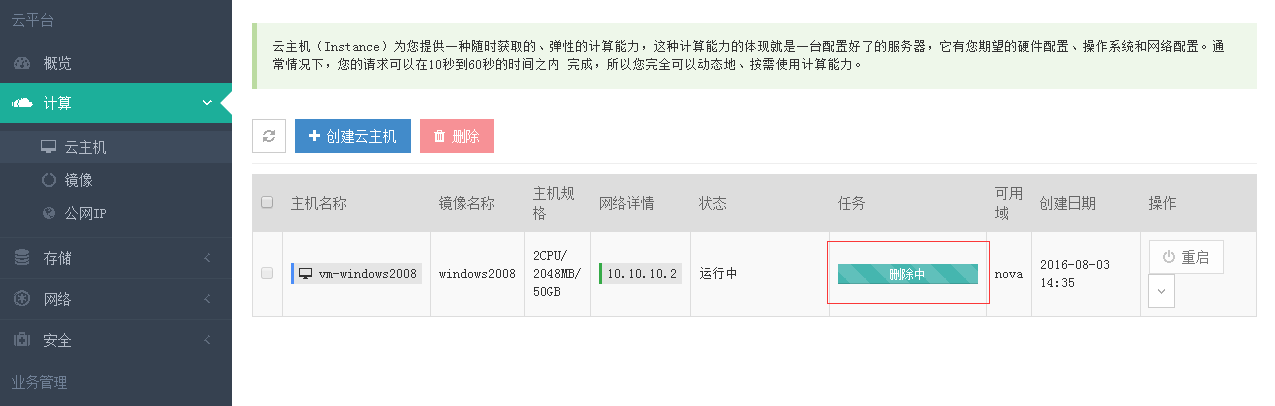 云平台
概览
计算
云主机
镜像
公网IP
存储
网络
安全
业务管理
云主机（Instance）为您提供一种随时获取的、弹性的计算能力，这种计算能力的体现就是一台配置好了的服务器，它有您期望的硬件配置、操作系统和网络配置。通
常情况下，您的请求可以在10秒到60秒的时间之内 完成，所以您完全可以动态地、按需使用计算能力。
创建云主机 删除
主机名称 镜像名称 主机规格 网络详情 状态 任务 可用域 创建日期 操作
vm-windows2008 windows2008 2CPU/ 10.10.10.2 运行中 删除中 nova 2016-08-03 重启
2048MB/ 14:35
50GB